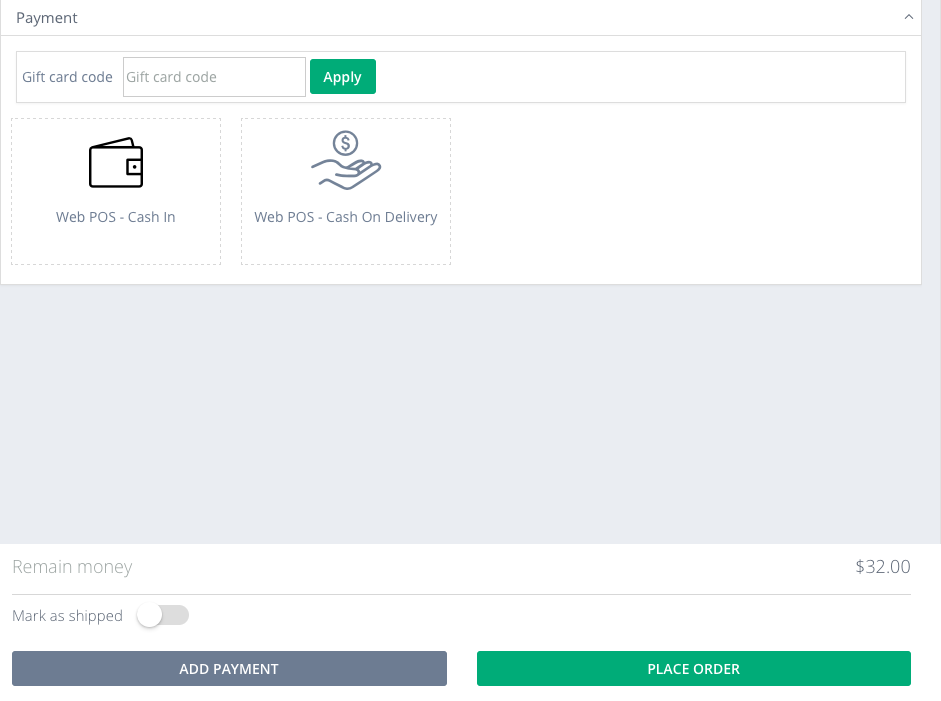 Payment
Gift card code Gift card code Apply
$
Web POS - Cash In Web POS - Cash On Delivery
Remain money $32.00
Mark as shipped
ADD PAYMENT PLACE ORDER